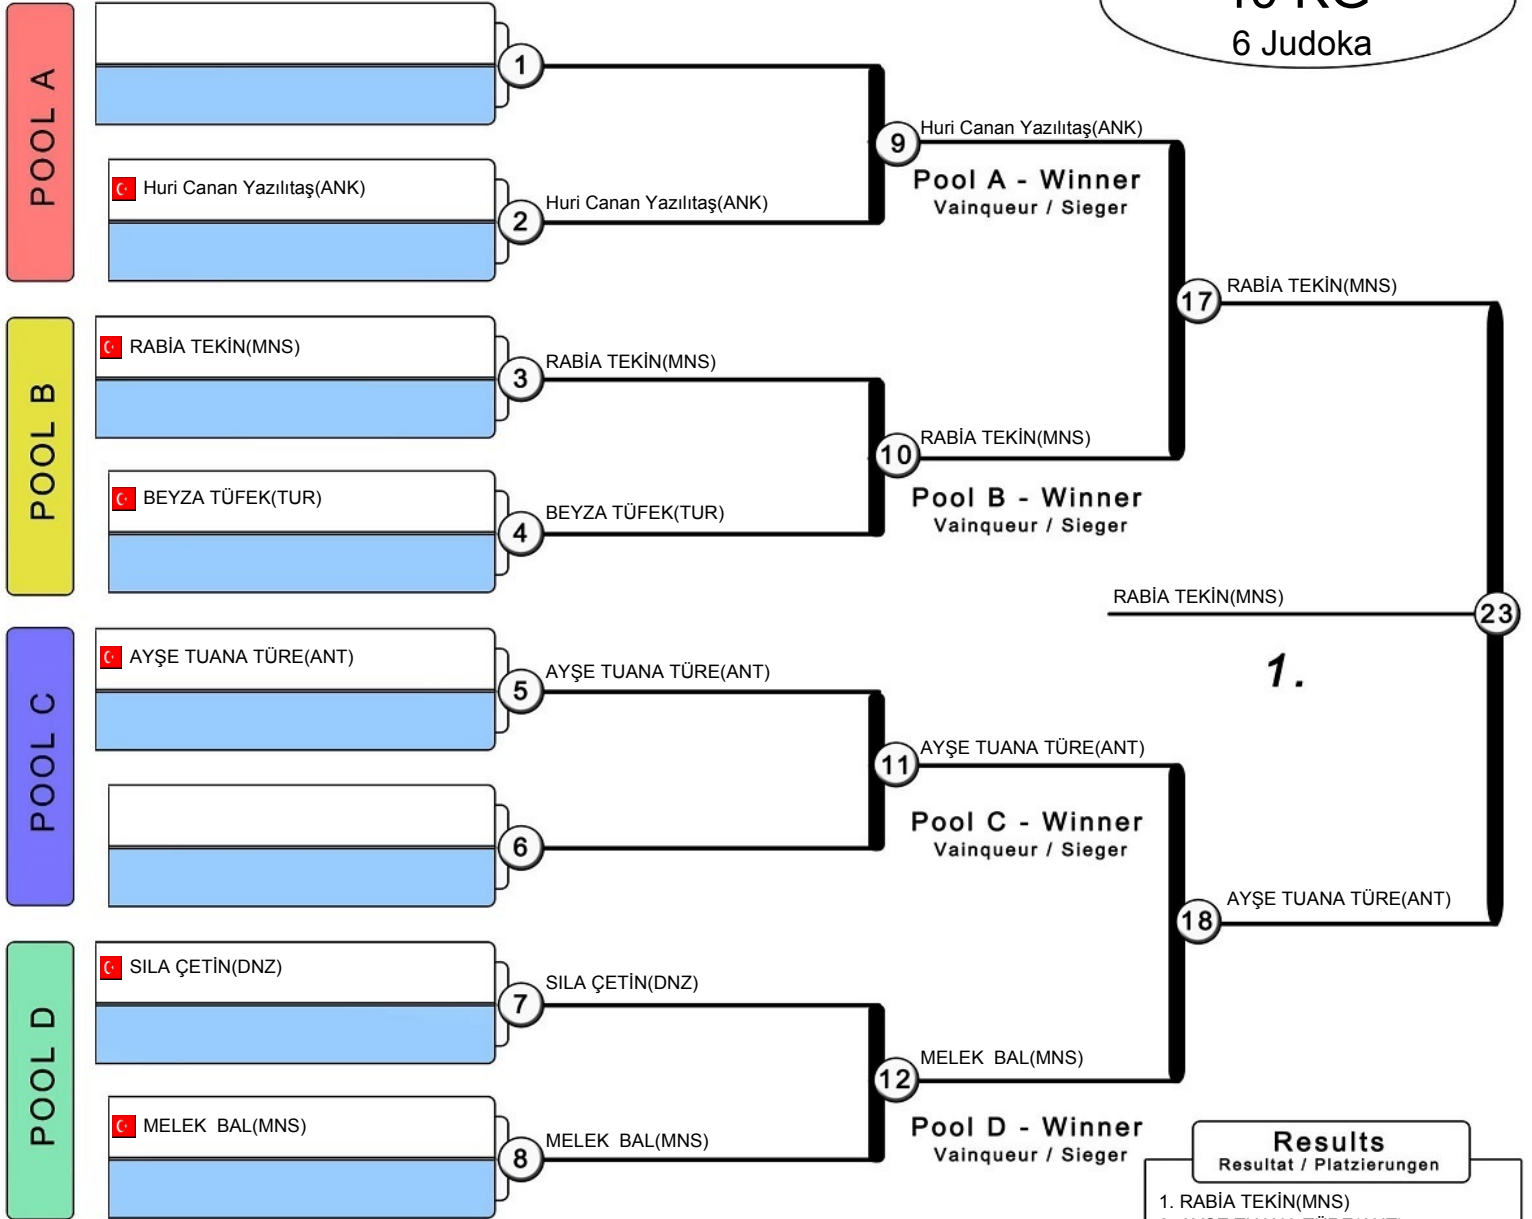 KG
6 Judoka
POOL A
1
Huri Canan Yazılıtaş(ANK)
2
Huri Canan Yazılıtaş(ANK)
9
Huri Canan Yazılıtaş(ANK)
Pool A - Winner
Vainqueur / Sieger
POOL B
RABİA TEKİN(MNS)
3
RABİA TEKİN(MNS)
BEYZA TÜFEK(TUR)
4
BEYZA TÜFEK(TUR)
10
RABİA TEKİN(MNS)
Pool B - Winner
Vainqueur / Sieger
17
RABİA TEKİN(MNS)
RABİA TEKİN(MNS)
23
1.
POOL C
AYŞE TUANA TÜRE(ANT)
5
AYŞE TUANA TÜRE(ANT)
6
11
AYŞE TUANA TÜRE(ANT)
Pool C - Winner
Vainqueur / Sieger
18
AYŞE TUANA TÜRE(ANT)
POOL D
SILA ÇETİN(DNZ)
7
SILA ÇETİN(DNZ)
MELEK  BAL(MNS)
8
MELEK  BAL(MNS)
12
MELEK  BAL(MNS)
Pool D - Winner
Vainqueur / Sieger
Results
Resultat / Platzierungen
1. RABİA TEKİN(MNS)